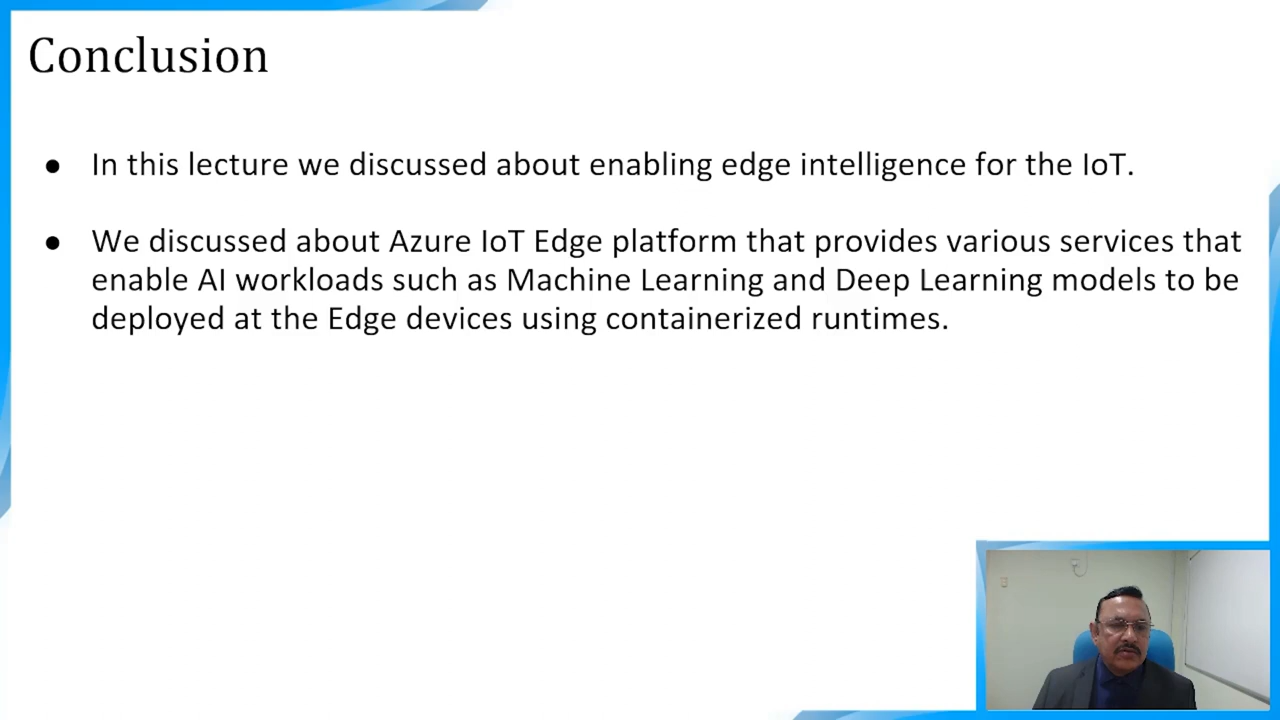 Conclusion
● In this lecture we discussed about enabling edge intelligence for the IoT.
● We discussed about Azure IoT Edge platform that provides various services that
enable AI workloads such as Machine Learning and Deep Learning models to be
deployed at the Edge devices using containerized runtimes.